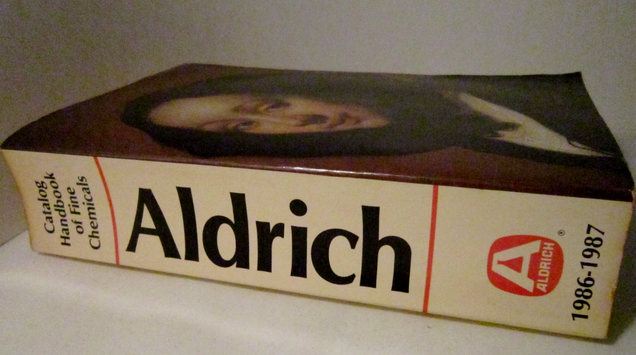 Catalog
Handbook
of Fine
Chemicals
Aldrich
A
ALDRICH
®
1986-1987